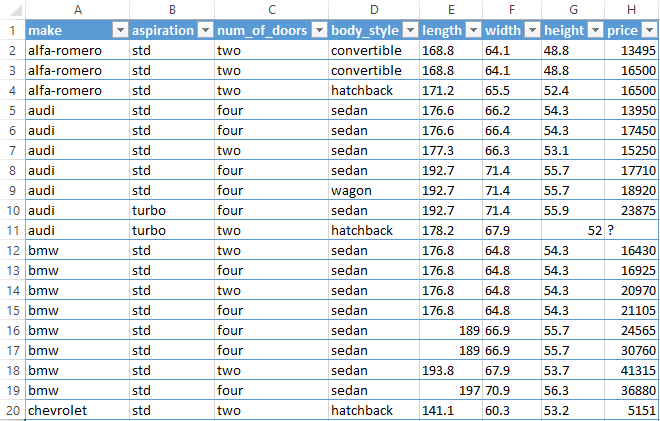 A B C D E F G H
1 make aspiration num_of_doors body_style length width height price
2 alfa-romero std two convertible 168.8 64.1 48.8 13495
3 alfa-romero std two convertible 168.8 64.1 48.8 16500
4 alfa-romero std two hatchback 171.2 65.5 52.4 16500
5 audi std four sedan 176.6 66.2 54.3 13950
6 audi std four sedan 176.6 66.4 54.3 17450
7 audi std two sedan 177.3 66.3 53.1 15250
8 audi std four sedan 192.7 71.4 55.7 17710
9 audi std four wagon 192.7 71.4 55.7 18920
10 audi turbo four sedan 192.7 71.4 55.9 23875
11 audi turbo two hatchback 178.2 67.9 52 ?
12 bmw std two sedan 176.8 64.8 54.3 16430
13 bmw std four sedan 176.8 64.8 54.3 16925
14 bmw std two sedan 176.8 64.8 54.3 20970
15 bmw std four sedan 176.8 64.8 54.3 21105
16 bmw std four sedan 189 66.9 55.7 24565
17 bmw std four sedan 189 66.9 55.7 30760
18 bmw std two sedan 193.8 67.9 53.7 41315
19 bmw std four sedan 197 70.9 56.3 36880
20 chevrolet std two hatchback 141.1 60.3 53.2 5151